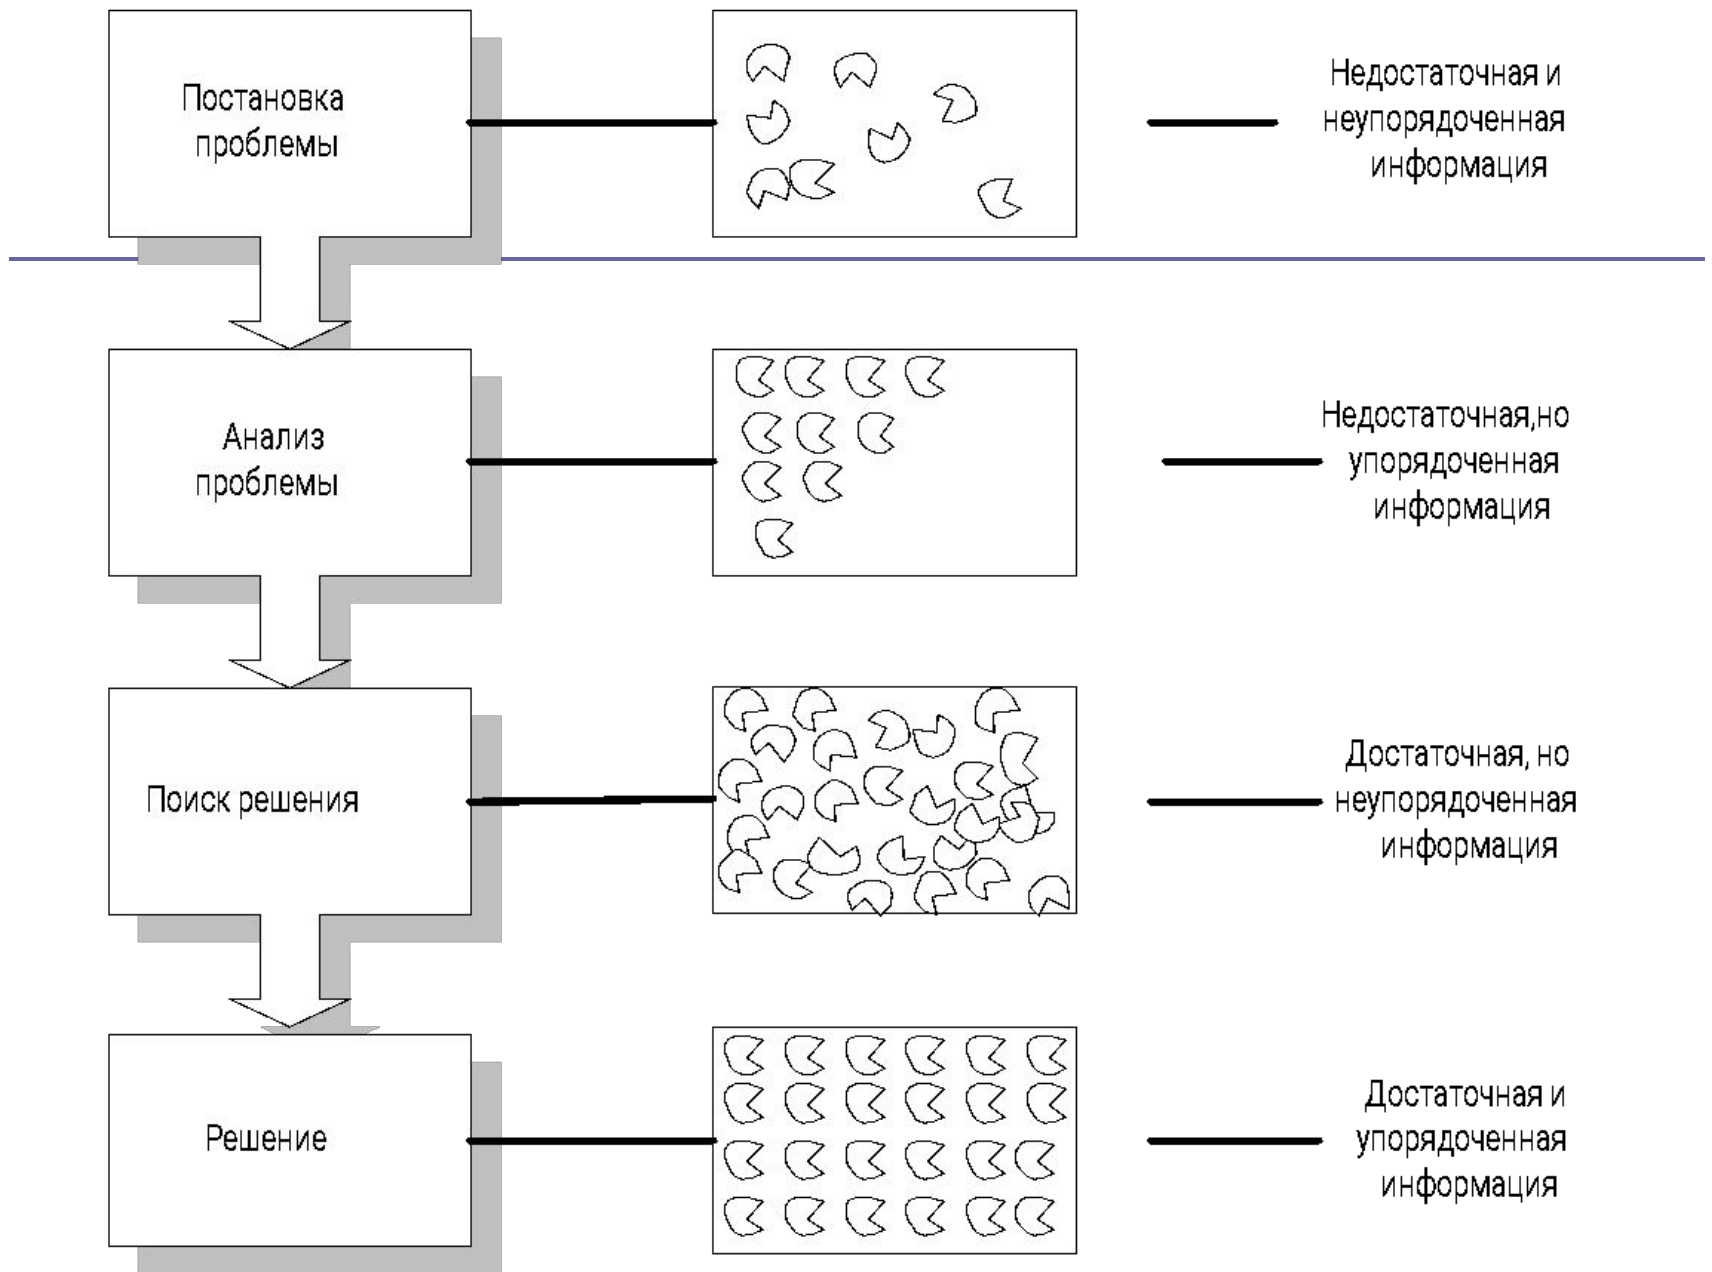 Постановка
проблемы
Недостаточная и
неупорядоченная
информация
Анализ
проблемы
Недостаточная,но
упорядоченная
информация
Поиск решения
Достаточная, но
неупорядоченная
информация
Решение
Достаточная и
упорядоченная
информация